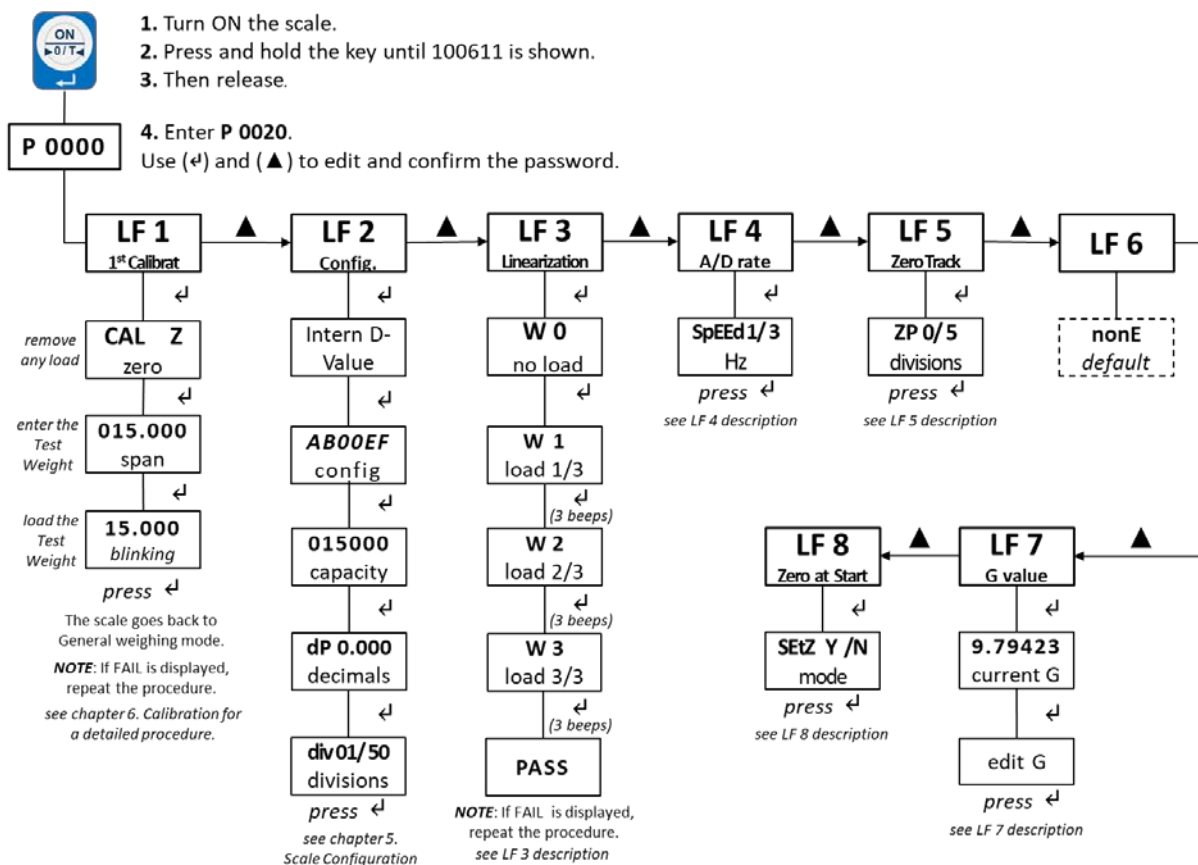 ON
►0/T◄
↵
1. Turn ON the scale.
2. Press and hold the key until 100611 is shown.
3. Then release.
P 0000
4. Enter P 0020.
Use (↵) and (▲) to edit and confirm the password.
LF 1
1st Calibrat
▲
LF 2
Config.
▲
LF 3
Linearization
▲
LF 4
A/D rate
▲
LF 5
Zero Track
▲
LF 6
↵
remove
any load
CAL Z
zero
↵
enter the
Test
Weight
015.000
span
↵
load the
Test
Weight
15.000
blinking
press ↵
The scale goes back to
General weighing mode.
NOTE: If FAIL is displayed,
repeat the procedure.
see chapter 6. Calibration for
a detailed procedure.
↵
Intern D-
Value
↵
AB00EF
config
↵
015000
capacity
↵
dP 0.000
decimals
↵
div 01/50
divisions
press ↵
see chapter 5.
Scale Configuration
↵
W 0
no load
↵
W 1
load 1/3
↵
(3 beeps)
W 2
load 2/3
↵
(3 beeps)
W 3
load 3/3
↵
(3 beeps)
PASS
NOTE: If FAIL is displayed,
repeat the procedure.
see LF 3 description
↵
SpEEd 1/ 3
Hz
press ↵
see LF 4 description
↵
ZP 0/ 5
divisions
press ↵
see LF 5 description
nonE
default
▲
LF 7
G value
↵
9.79423
current G
↵
edit G
press ↵
see LF 7 description
▲
LF 8
Zero at Start
↵
SEtZ Y /N
mode
press ↵
see LF 8 description